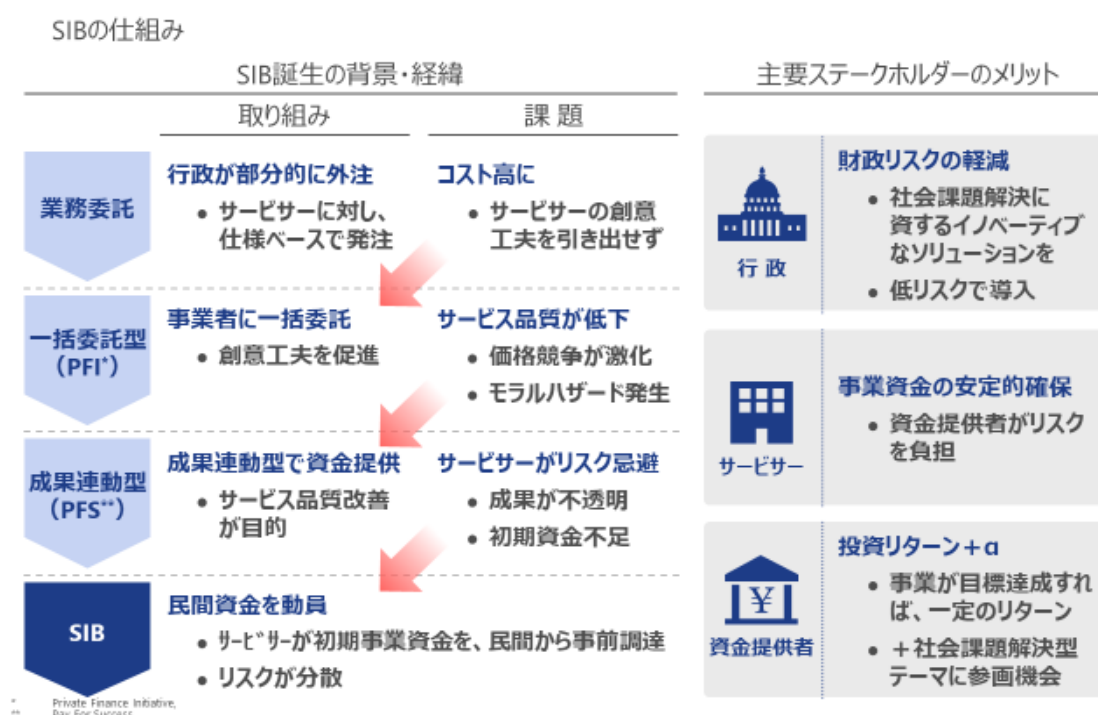 SIBの仕組み
SIB誕生の背景・経緯
取り組み
課 題
業務委託
行政が部分的に外注
• サービサーに対し、
仕様ベースで発注
コスト高に
• サービサーの創意
工夫を引き出せず
一括委託型
（PFI*）
事業者に一括委託
• 創意工夫を促進
サービス品質が低下
• 価格競争が激化
• モラルハザード発生
成果連動型
（PFS**）
成果連動型で資金提供
• サービス品質改善
が目的
サービサーがリスク忌避
• 成果が不透明
• 初期資金不足
SIB
民間資金を動員
• ｻｰﾋﾞｻｰが初期事業資金を、民間から事前調達
• リスクが分散
主要ステークホルダーのメリット
行 政
財政リスクの軽減
• 社会課題解決に
資するイノベーティブ
なソリューションを
• 低リスクで導入
サービサー
事業資金の安定的確保
• 資金提供者がリスク
を負担
¥
資金提供者
投資リターン＋α
• 事業が目標達成すれ
ば、一定のリターン
• ＋社会課題解決型
テーマに参画機会
* Private Finance Initiative,
** Pay For Success